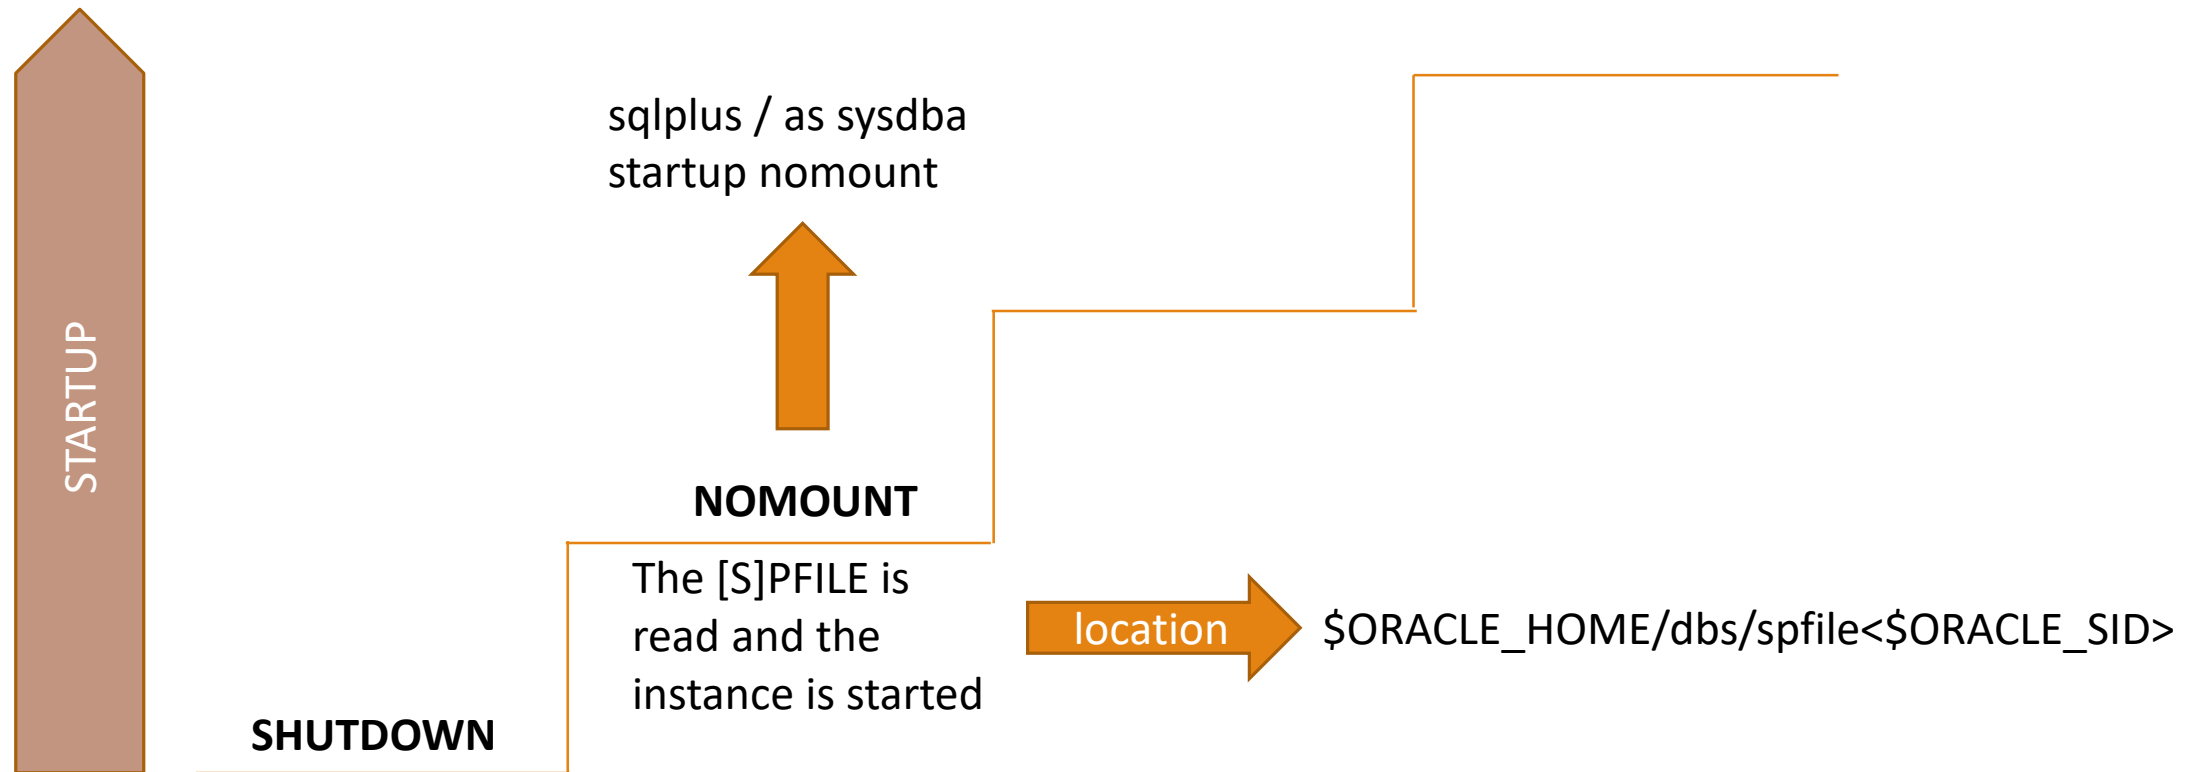 sqlplus / as sysdba
startup nomount
STARTUP
NOMOUNT
The [S]PFILE is
read and the
instance is started
location
$ORACLE_HOME/dbs/spfile<$ORACLE_SID>
SHUTDOWN